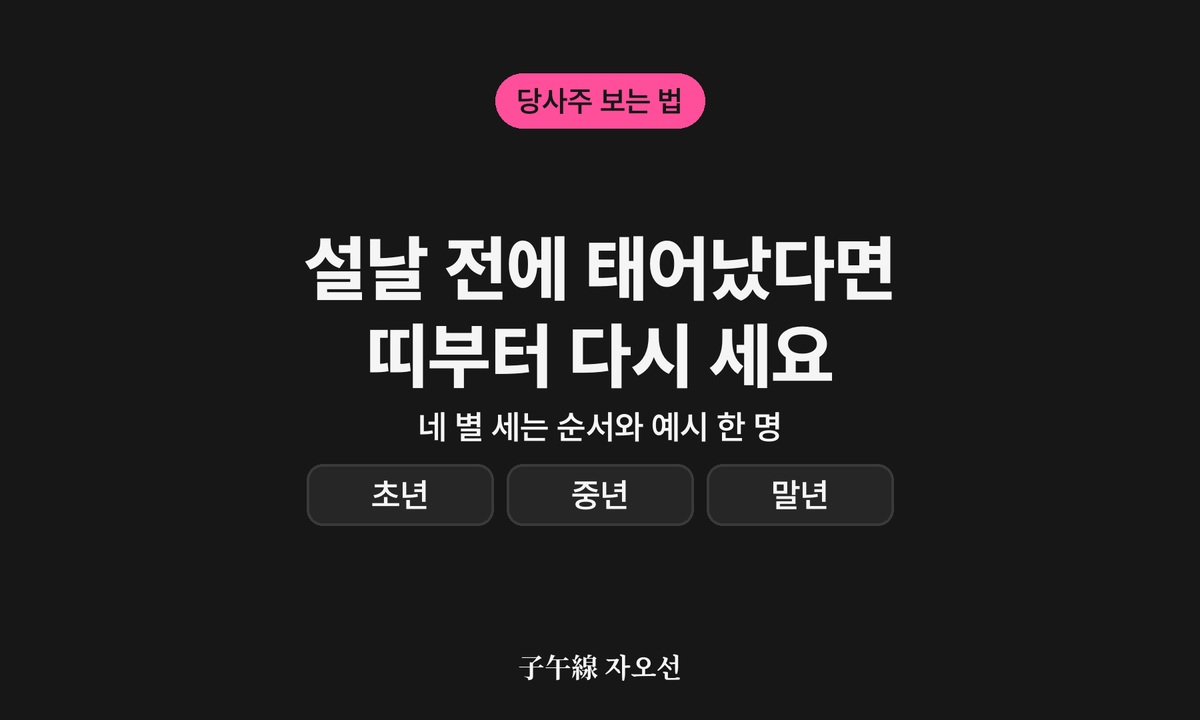 당사주 보는 법
설날 전에 태어났다면
띠부터 다시 세요
네 별 세는 순서와 예시 한 명
초년 중년 말년
子午線 자오선